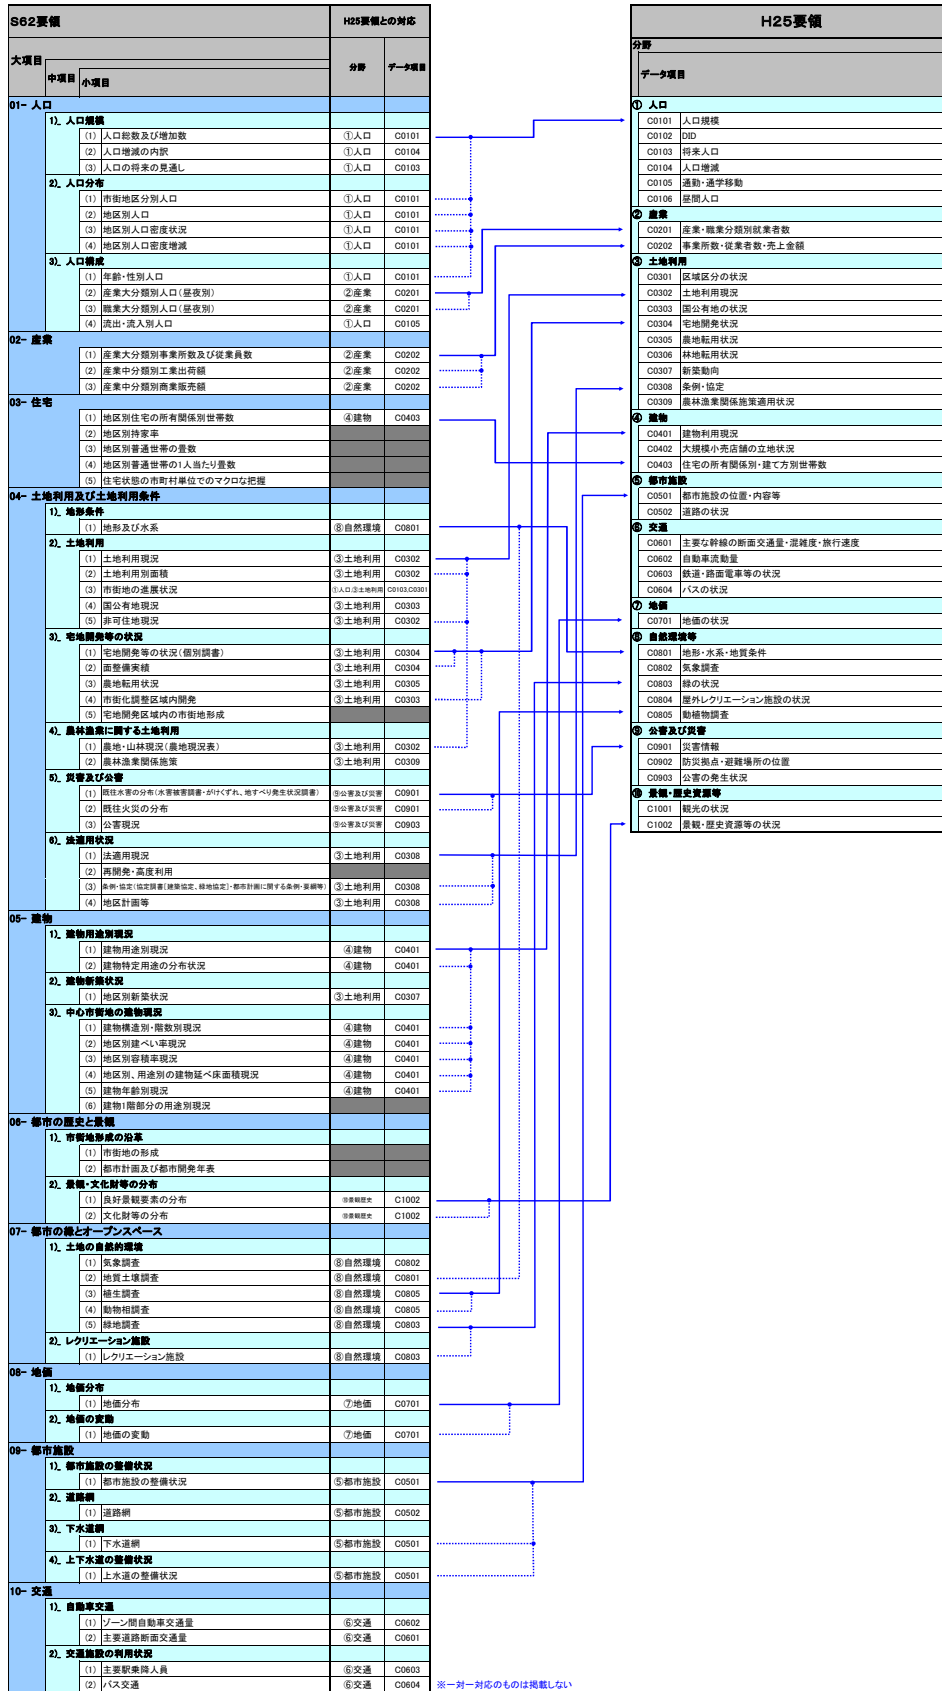 S62要領
H25要領との対応
大項目
中項目
小項目
分野
データ項目
01- 人口
1)_ 人口規模
(1) 人口総数及び増加数 ①人口 C0101
(2) 人口増減の内訳 ①人口 C0104
(3) 人口の将来の見通し ①人口 C0103
2)_ 人口分布
(1) 市街地区分別人口 ①人口 C0101
(2) 地区別人口 ①人口 C0101
(3) 地区別人口密度状況 ①人口 C0101
(4) 地区別人口密度増減 ①人口 C0101
3)_ 人口構成
(1) 年齢・性別人口 ①人口 C0101
(2) 産業大分類別人口(昼夜別) ②産業 C0201
(3) 職業大分類別人口(昼夜別) ②産業 C0201
(4) 流出・流入別人口 ①人口 C0105
02- 産業
(1) 産業大分類別事業所数及び従業員数 ②産業 C0202
(2) 産業中分類別工業出荷額 ②産業 C0202
(3) 産業中分類別商業販売額 ②産業 C0202
03- 住宅
(1) 地区別住宅の所有関係別世帯数 ④建物 C0403
(2) 地区別持家率
(3) 地区別普通世帯の畳数
(4) 地区別普通世帯の1人当たり畳数
(5) 住宅状態の市町村単位でのマクロな把握
04- 土地利用及び土地利用条件
1)_ 地形条件
(1) 地形及び水系 ⑧自然環境 C0801
2)_ 土地利用
(1) 土地利用現況 ③土地利用 C0302
(2) 土地利用別面積 ③土地利用 C0302
(3) 市街地の進展状況 ①人口,③土地利用 C0103,C0301
(4) 国公有地現況 ③土地利用 C0303
(5) 非可住地現況 ③土地利用 C0302
3)_ 宅地開発等の状況
(1) 宅地開発等の状況(個別調書) ③土地利用 C0304
(2) 面整備実績 ③土地利用 C0304
(3) 農地転用状況 ③土地利用 C0305
(4) 市街化調整区域内開発 ③土地利用 C0303
(5) 宅地開発区域内の市街地形成
4)_ 農林漁業に関する土地利用
(1) 農地・山林現況(農地現況表) ③土地利用 C0302
(2) 農林漁業関係施策 ③土地利用 C0309
5)_ 災害及び公害
(1) 既往水害の分布(水害被害調書・がけくずれ、地すべり発生状況調書) ⑨公害及び災害 C0901
(2) 既往火災の分布 ⑨公害及び災害 C0901
(3) 公害現況 ⑨公害及び災害 C0903
6)_ 法適用状況
(1) 法適用現況 ③土地利用 C0308
(2) 再開発・高度利用
(3) 条例・協定(協定調書[建築協定、緑地協定]・都市計画に関する条例・要綱等) ③土地利用 C0308
(4) 地区計画等 ③土地利用 C0308
05- 建物
1)_ 建物用途別現況
(1) 建物用途別現況 ④建物 C0401
(2) 建物特定用途の分布状況 ④建物 C0401
2)_ 建物新築状況
(1) 地区別新築状況 ③土地利用 C0307
3)_ 中心市街地の建物現況
(1) 建物構造別・階数別現況 ④建物 C0401
(2) 地区別建ぺい率現況 ④建物 C0401
(3) 地区別容積率現況 ④建物 C0401
(4) 地区別、用途別の建物延べ床面積現況 ④建物 C0401
(5) 建物年齢別現況 ④建物 C0401
(6) 建物1階部分の用途別現況
06- 都市の歴史と景観
1)_ 市街地形成の沿革
(1) 市街地の形成
(2) 都市計画及び都市開発年表
2)_ 景観・文化財等の分布
(1) 良好景観要素の分布 ⑩景観歴史 C1002
(2) 文化財等の分布 ⑩景観歴史 C1002
07- 都市の緑とオープンスペース
1)_ 土地の自然的環境
(1) 気象調査 ⑧自然環境 C0802
(2) 地質土壌調査 ⑧自然環境 C0801
(3) 植生調査 ⑧自然環境 C0805
(4) 動物相調査 ⑧自然環境 C0805
(5) 緑地調査 ⑧自然環境 C0803
2)_ レクリエーション施設
(1) レクリエーション施設 ⑧自然環境 C0803
08- 地価
1)_ 地価分布
(1) 地価分布 ⑦地価 C0701
2)_ 地価の変動
(1) 地価の変動 ⑦地価 C0701
09- 都市施設
1)_ 都市施設の整備状況
(1) 都市施設の整備状況 ⑤都市施設 C0501
2)_ 道路網
(1) 道路網 ⑤都市施設 C0502
3)_ 下水道網
(1) 下水道網 ⑤都市施設 C0501
4)_ 上下水道の整備状況
(1) 上水道の整備状況 ⑤都市施設 C0501
10- 交通
1)_ 自動車交通
(1) ゾーン間自動車交通量 ⑥交通 C0602
(2) 主要道路断面交通量 ⑥交通 C0601
2)_ 交通施設の利用状況
(1) 主要駅乗降人員 ⑥交通 C0603
(2) バス交通 ⑥交通 C0604
※一対一対応のものは掲載しない
H25要領
分野
データ項目
① 人口
C0101 人口規模
C0102 DID
C0103 将来人口
C0104 人口増減
C0105 通勤・通学移動
C0106 昼間人口
② 産業
C0201 産業・職業分類別就業者数
C0202 事業所数・従業者数・売上金額
③ 土地利用
C0301 区域区分の状況
C0302 土地利用現況
C0303 国公有地の状況
C0304 宅地開発状況
C0305 農地転用状況
C0306 林地転用状況
C0307 新築動向
C0308 条例・協定
C0309 農林漁業関係施策適用状況
④ 建物
C0401 建物利用現況
C0402 大規模小売店舗の立地状況
C0403 住宅の所有関係別・建て方別世帯数
⑤ 都市施設
C0501 都市施設の位置・内容等
C0502 道路の状況
⑥ 交通
C0601 主要な幹線の断面交通量・混雑度・旅行速度
C0602 自動車流動量
C0603 鉄道・路面電車等の状況
C0604 バスの状況
⑦ 地価
C0701 地価の状況
⑧ 自然環境等
C0801 地形・水系・地質条件
C0802 気象調査
C0803 緑の状況
C0804 屋外レクリエーション施設の状況
C0805 動植物調査
⑨ 公害及び災害
C0901 災害情報
C0902 防災拠点・避難場所の位置
C0903 公害の発生状況
⑩ 景観・歴史資源等
C1001 観光の状況
C1002 景観・歴史資源等の状況